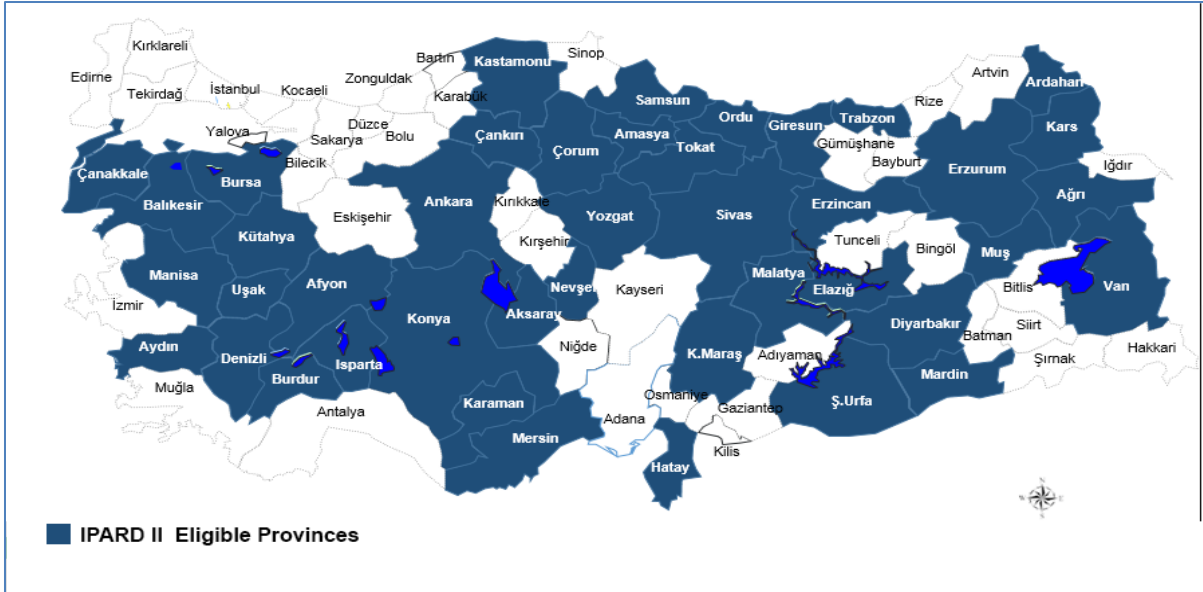 Kırklareli
Edirne
Tekirdağ
İstanbul
Kocaeli
Yalova
Sakarya
Düzce
Bolu
Zonguldak
Bartın
Karabük
Kastamonu
Sinop
Samsun
Ordu
Giresun
Trabzon
Rize
Artvin
Ardahan
Kars
Iğdır
Ağrı
Erzurum
Gümüşhane
Bayburt
Erzincan
Tokat
Amasya
Çorum
Çankırı
Bilecik
Bursa
Çanakkale
Balıkesir
Eskişehir
Kütahya
Ankara
Kırıkkale
Kırşehir
Yozgat
Sivas
Tunceli
Bingöl
Muş
Bitlis
Van
Manisa
Uşak
Afyon
İzmir
Konya
Aksaray
Nevşeh
Kayseri
Malatya
Elazığ
Diyarbakır
Batman
Siirt
Şırnak
Hakkari
Aydın
Denizli
Burdur
Isparta
Muğla
Antalya
Karaman
Niğde
Mersin
Adana
K.Maraş
Osmaniye
Adıyaman
Gaziantep
Kilis
Hatay
Ş.Urfa
Mardin
N
W
E
S
IPARD II Eligible Provinces